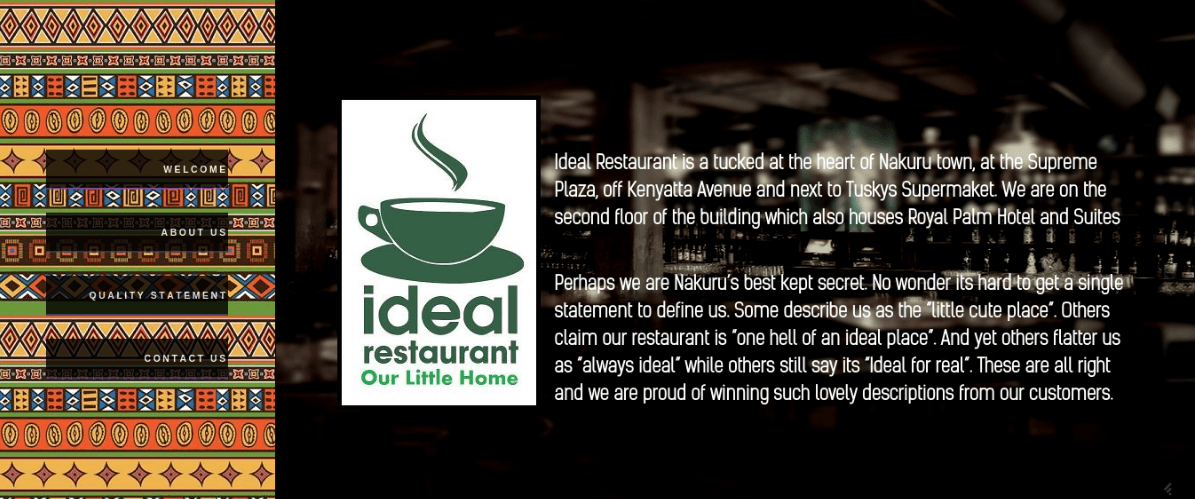 WELCOME
ABOUT US
QUALITY STATEMENT
CONTACT US
ideal
restaurant
Our Little Home
Ideal Restaurant is a tucked at the heart of Nakuru town, at the Supreme
Plaza, off Kenyatta Avenue and next to Tuskys Supermaket. We are on the
second floor of the building which also houses Royal Palm Hotel and Suites
Perhaps we are Nakuru's best kept secret. No wonder its hard to get a single
statement to define us. Some describe us as the "little cute place". Others
claim our restaurant is "one hell of an ideal place". And yet others flatter us
as "always ideal" while others still say its "Ideal for real". These are all right
and we are proud of winning such lovely descriptions from our customers.